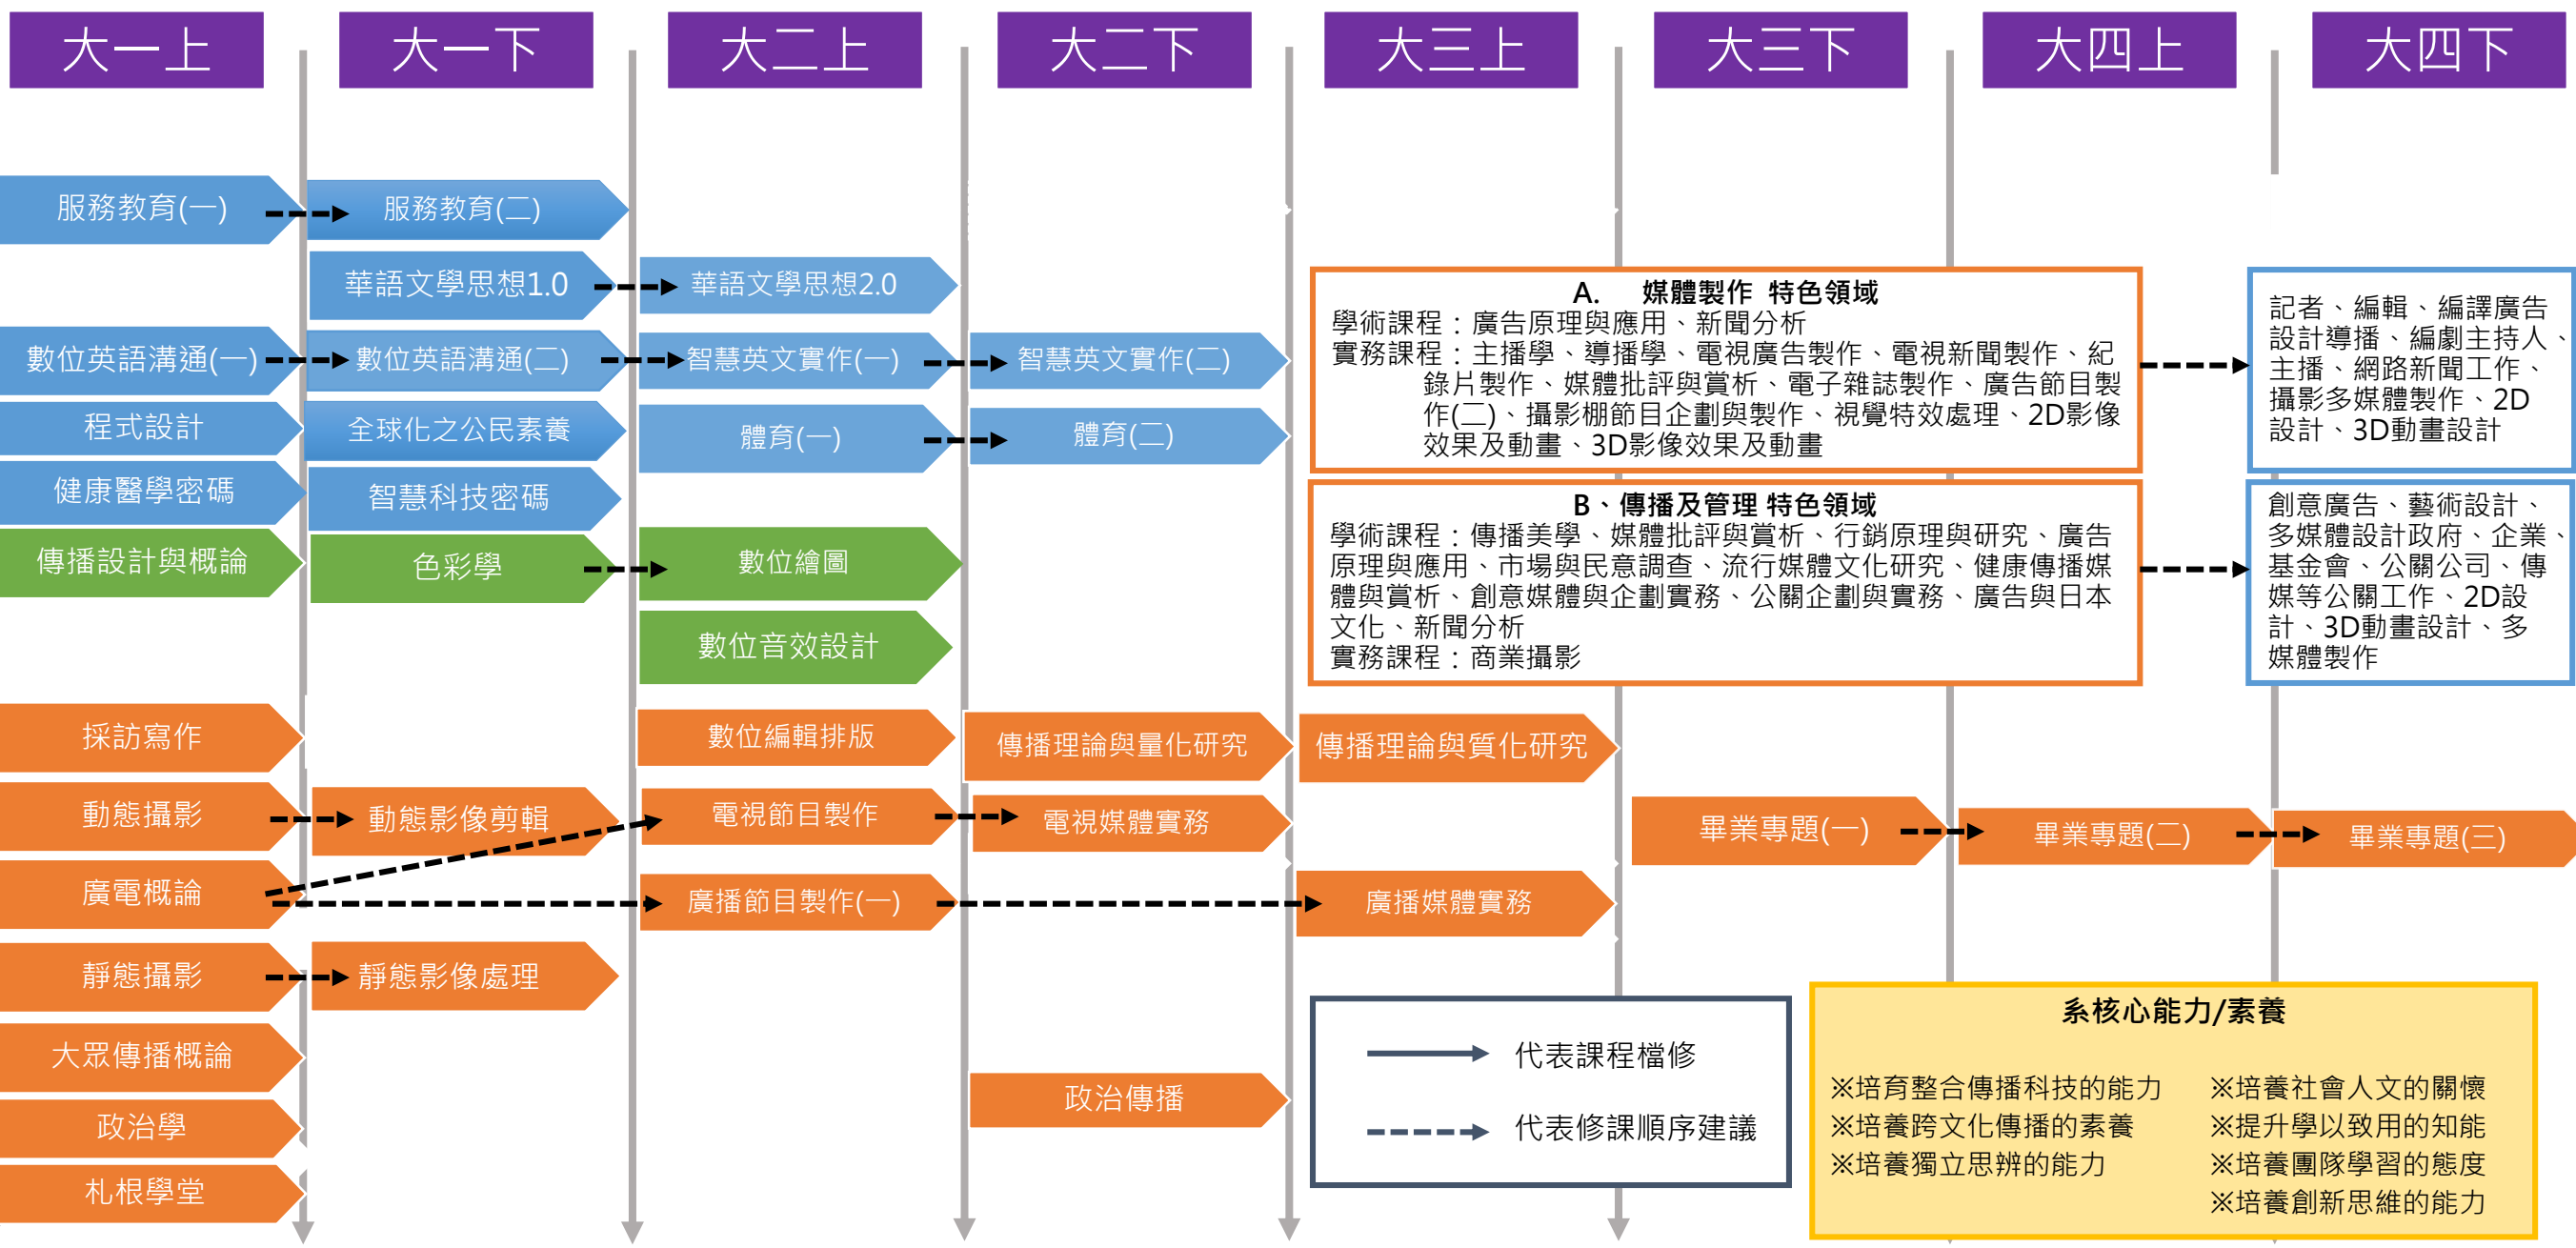 大一上
大一下
大二上
大二下
大三上
大三下
大四上
大四下
服務教育(一)
服務教育(二)
華語文學思想1.0
華語文學思想2.0
數位英語溝通(一)
數位英語溝通(二)
智慧英文實作(一)
智慧英文實作(二)
程式設計
全球化之公民素養
體育(一)
體育(二)
健康醫學密碼
智慧科技密碼
傳播設計與概論
色彩學
數位繪圖
數位音效設計
A. 媒體製作 特色領域
學術課程：廣告原理與應用、新聞分析
實務課程：主播學、導播學、電視廣告製作、電視新聞製作、紀
錄片製作、媒體批評與賞析、電子雜誌製作、廣告節目製
作(二)、攝影棚節目企劃與製作、視覺特效處理、2D影像
效果及動畫、3D影像效果及動畫
記者、編輯、編譯廣告
設計導播、編劇主持人、
主播、網路新聞工作、
攝影多媒體製作、2D
設計、3D動畫設計
B、傳播及管理 特色領域
學術課程：傳播美學、媒體批評與賞析、行銷原理與研究、廣告
原理與應用、市場與民意調查、流行媒體文化研究、健康傳播媒
體與賞析、創意媒體與企劃實務、公關企劃與實務、廣告與日本
文化、新聞分析
實務課程：商業攝影
創意廣告、藝術設計、
多媒體設計政府、企業、
基金會、公關公司、傳
媒等公關工作、2D設
計、3D動畫設計、多
媒體製作
採訪寫作
數位編輯排版
傳播理論與量化研究
傳播理論與質化研究
動態攝影
動態影像剪輯
電視節目製作
電視媒體實務
畢業專題(一)
畢業專題(二)
畢業專題(三)
廣電概論
廣播節目製作(一)
廣播媒體實務
靜態攝影
靜態影像處理
大眾傳播概論
政治學
政治傳播
札根學堂
代表課程檔修
代表修課順序建議
系核心能力/素養
※培育整合傳播科技的能力
※培養跨文化傳播的素養
※培養獨立思辨的能力
※培養社會人文的關懷
※提升學以致用的知能
※培養團隊學習的態度
※培養創新思維的能力